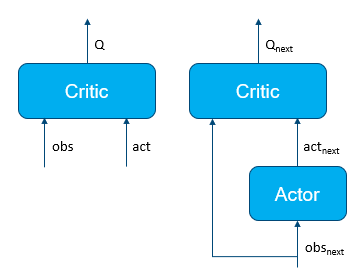 Q
Critic
obs act
Qnext
Critic
actnext
Actor
obsnext